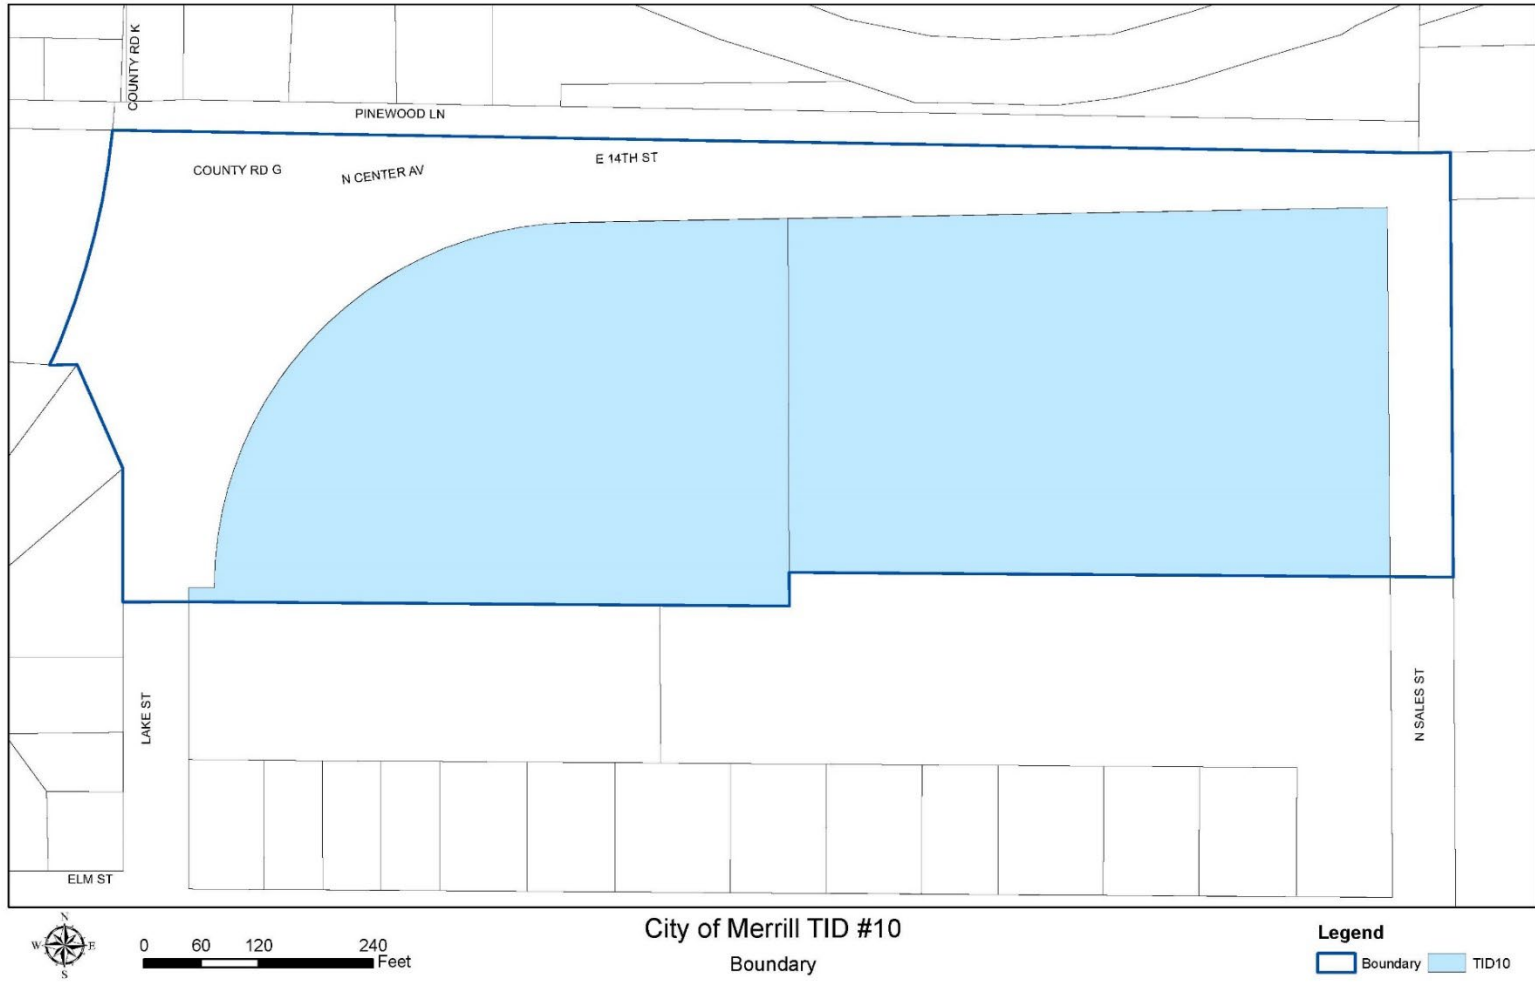 COUNTY RD K
PINEWOOD LN
E 14TH ST
COUNTY RD G
N CENTER AV
LAKE ST
N SALES ST
ELM ST
N
W E
S
0 60 120 240
Feet
City of Merrill TID #10
Boundary
Legend
Boundary TID10